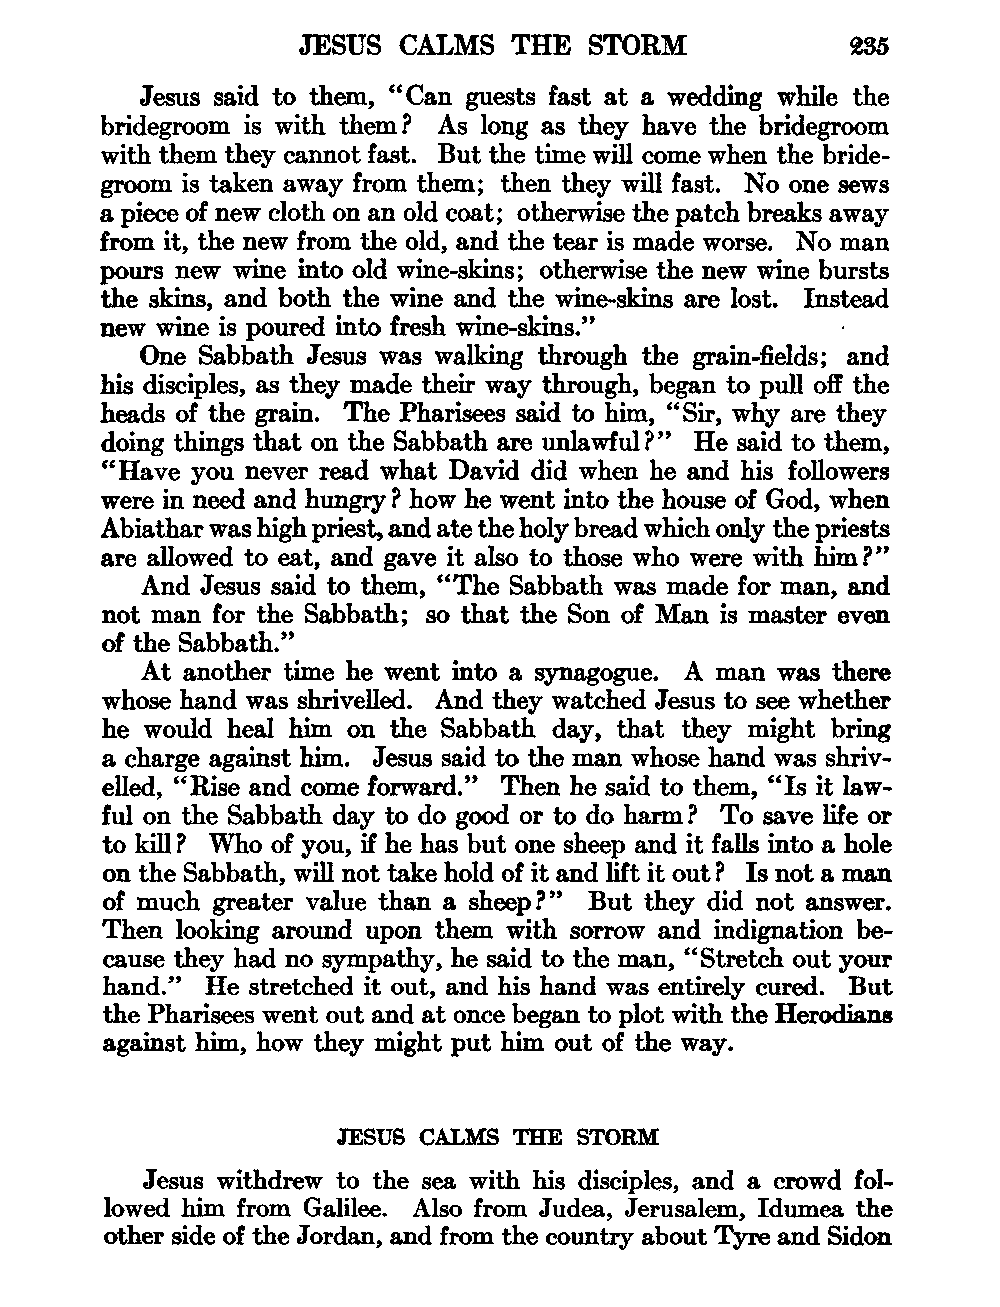 JESUS CALMS THE STORM 235
Jesus said to them, “Can guests fast at a wedding while the
bridegroom is with them? As long as they have the bridegroom
with them they cannot fast. But the time will come when the bride-
groom is taken away from them; then they will fast. No one sews
a piece of new cloth on an old coat; otherwise the patch breaks away
from it, the new from the old, and the tear is made worse. No man
pours new wine into old wine-skins; otherwise the new wine bursts
the skins, and both the wine and the wine-skins are lost. Instead
new wine is poured into fresh wine-skins.”
One Sabbath Jesus was walking through the grain-fields; and
his disciples, as they made their way through, began to pull off the
heads of the grain. The Pharisees said to him, “Sir, why are they
doing things that on the Sabbath are unlawful?” He said to them,
“Have you never read what David did when he and his followers
were in need and hungry? how he went into the house of God, when
Abiathar was high priest, and ate the holy bread which only the priests
are allowed to eat, and gave it also to those who were with him?”
And Jesus said to them, “The Sabbath was made for man, and
not man for the Sabbath; so that the Son of Man is master even
of the Sabbath.”
At another time he went into a synagogue. A man was there
whose hand was shrivelled. And they watched Jesus to see whether
he would heal him on the Sabbath day, that they might bring
a charge against him. Jesus said to the man whose hand was shriv-
elled, “Rise and come forward.” Then he said to them, “Is it law-
ful on the Sabbath day to do good or to do harm? To save life or
to kill? Who of you, if he has but one sheep and it falls into a hole
on the Sabbath, will not take hold of it and lift it out? Is not a man
of much greater value than a sheep?” But they did not answer.
Then looking around upon them with sorrow and indignation be-
cause they had no sympathy, he said to the man, “Stretch out your
hand.” He stretched it out, and his hand was entirely cured. But
the Pharisees went out and at once began to plot with the Herodians
against him, how they might put him out of the way.
JESUS CALMS THE STORM
Jesus withdrew to the sea with his disciples, and a crowd fol-
lowed him from Galilee. Also from Judea, Jerusalem, Idumea the
other side of the Jordan, and from the country about Tyre and Sidon